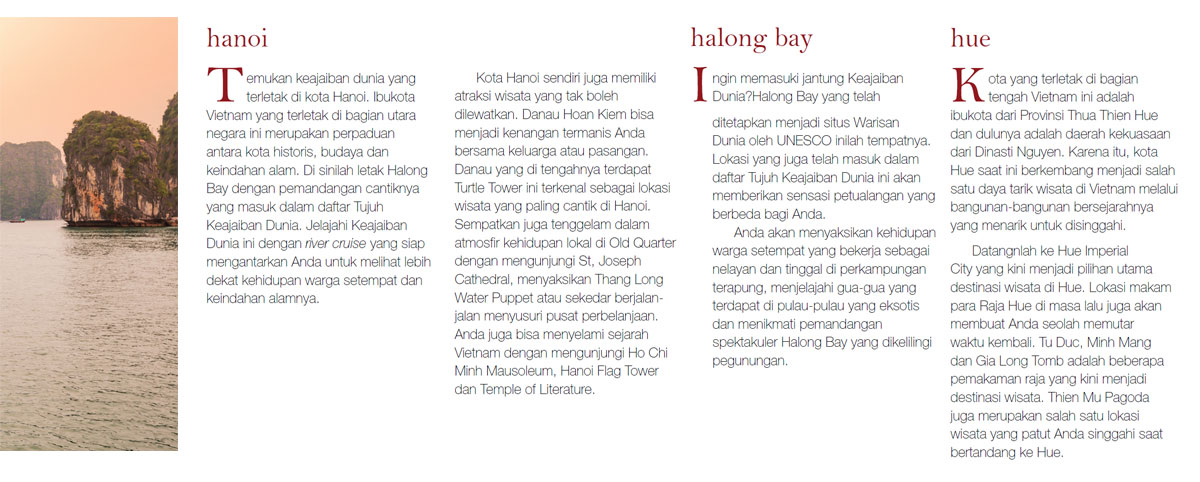 hanoi
Temukan keajaiban dunia yang
terletak di kota Hanoi. Ibukota
Vietnam yang terletak di bagian utara
negara ini merupakan perpaduan
antara kota historis, budaya dan
keindahan alam. Di sinilah letak Halong
Bay dengan pemandangan cantiknya
yang masuk dalam daftar Tujuh
Keajaiban Dunia. Jelajahi Keajaiban
Dunia ini dengan river cruise yang siap
mengantarkan Anda untuk melihat lebih
dekat kehidupan warga setempat dan
keindahan alamnya.
Kota Hanoi sendiri juga memiliki
atraksi wisata yang tak boleh
dilewatkan. Danau Hoan Kiem bisa
menjadi kenangan termanis Anda
bersama keluarga atau pasangan.
Danau yang di tengahnya terdapat
Turtle Tower ini terkenal sebagai lokasi
wisata yang paling cantik di Hanoi.
Sempatkan juga tenggelam dalam
atmosfir kehidupan lokal di Old Quarter
dengan mengunjungi St, Joseph
Cathedral, menyaksikan Thang Long
Water Puppet atau sekedar berjalan-
jalan menyusuri pusat perbelanjaan.
Anda juga bisa menyelami sejarah
Vietnam dengan mengunjungi Ho Chi
Minh Mausoleum, Hanoi Flag Tower
dan Temple of Literature.
halong bay
Ingin memasuki jantung Keajaiban
Dunia?Halong Bay yang telah
ditetapkan menjadi situs Warisan
Dunia oleh UNESCO inilah tempatnya.
Lokasi yang juga telah masuk dalam
daftar Tujuh Keajaiban Dunia ini akan
memberikan sensasi petualangan yang
berbeda bagi Anda.
Anda akan menyaksikan kehidupan
warga setempat yang bekerja sebagai
nelayan dan tinggal di perkampungan
terapung, menjelajahi gua-gua yang
terdapat di pulau-pulau yang eksotis
dan menikmati pemandangan
spektakuler Halong Bay yang dikelilingi
pegunungan.
hue
Kota yang terletak di bagian
tengah Vietnam ini adalah
ibukota dari Provinsi Thua Thien Hue
dan dulunya adalah daerah kekuasaan
dari Dinasti Nguyen. Karena itu, kota
Hue saat ini berkembang menjadi salah
satu daya tarik wisata di Vietnam melalui
bangunan-bangunan bersejarahnya
yang menarik untuk disinggahi.
Datangnlah ke Hue Imperial
City yang kini menjadi pilihan utama
destinasi wisata di Hue. Lokasi makam
para Raja Hue di masa lalu juga akan
membuat Anda seolah memutar
waktu kembali. Tu Duc, Minh Mang
dan Gia Long Tomb adalah beberapa
pemakaman raja yang kini menjadi
destinasi wisata. Thien Mu Pagoda
juga merupakan salah satu lokasi
wisata yang patut Anda singgahi saat
bertandang ke Hue.